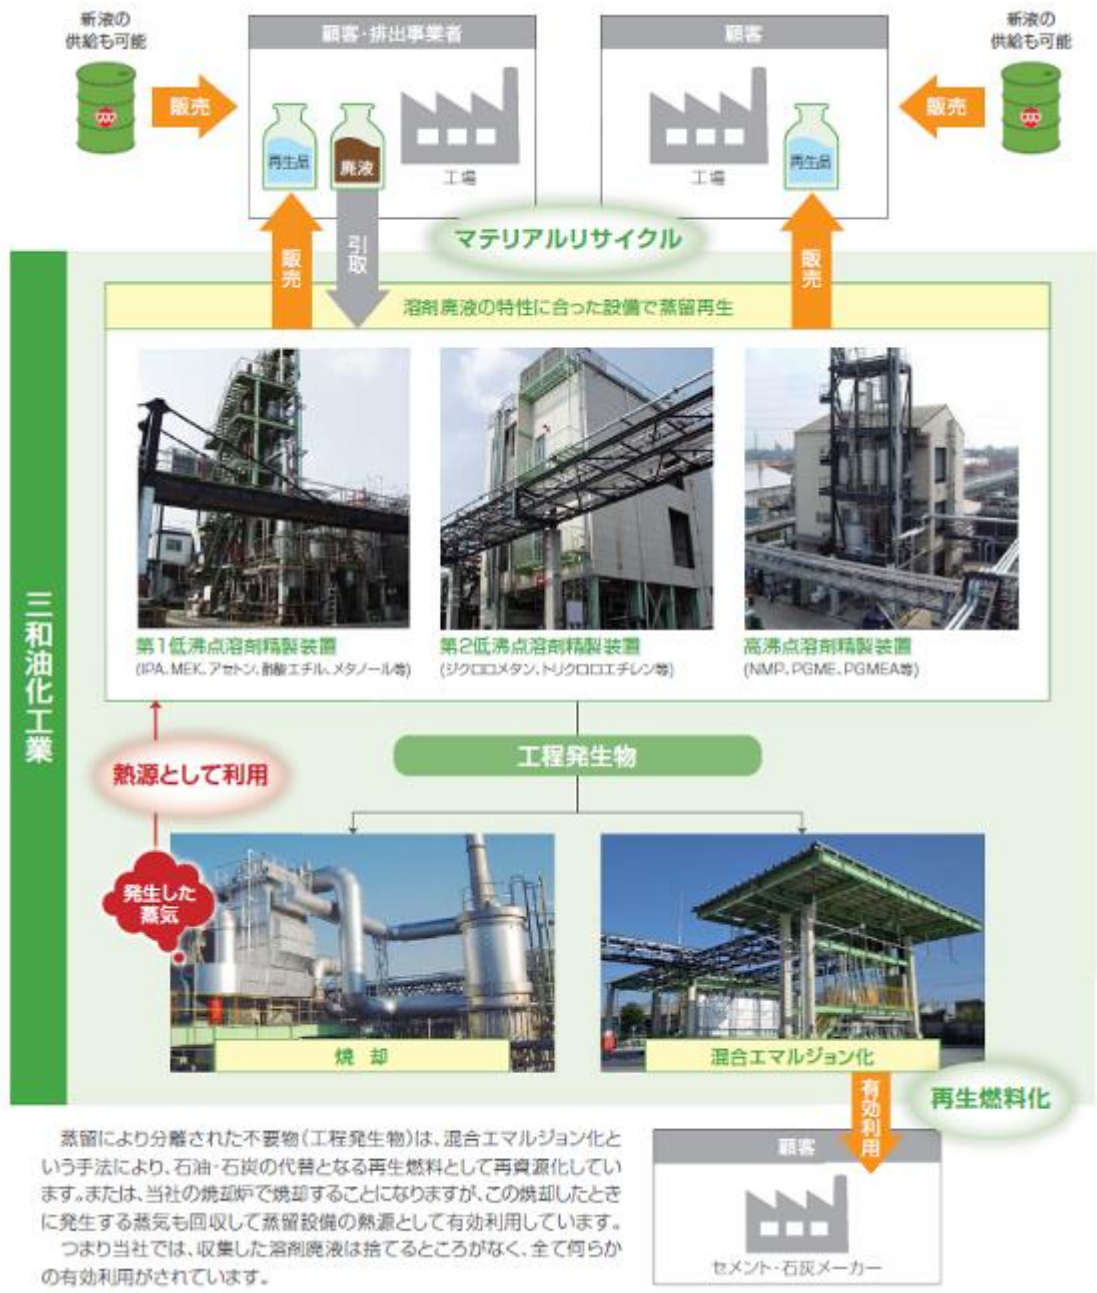 新液の
供給も可能
販売
顧客・排出事業者
再生品
廃液
工場
顧客
工場
再生品
新液の
供給も可能
販売
販売
引取
マテリアルリサイクル
販売
溶剤廃液の特性に合った設備で蒸留再生
三和油化工業
第1低沸点溶剤精製装置
(IPA、MEK、アセトン、酢酸エチル、メタノール等)
第2低沸点溶剤精製装置
(ジクロロメタン、トリクロロエチレン等)
高沸点溶剤精製装置
(NMP、PGME、PGMEA等)
工程発生物
熱源として利用
発生した
蒸気
焼 却
混合エマルジョン化
有効利用
再生燃料化
顧客
セメント・石灰メーカー
蒸留により分離された不要物(工程発生物)は、混合エマルジョン化と
いう手法により、石油・石炭の代替となる再生燃料として再資源化してい
ます。または、当社の焼却炉で焼却することになりますが、この焼却したとき
に発生する蒸気も回収して蒸留設備の熱源として有効利用しています。
つまり当社では、収集した溶剤廃液は捨てるところがなく、全て何らか
の有効利用がされています。